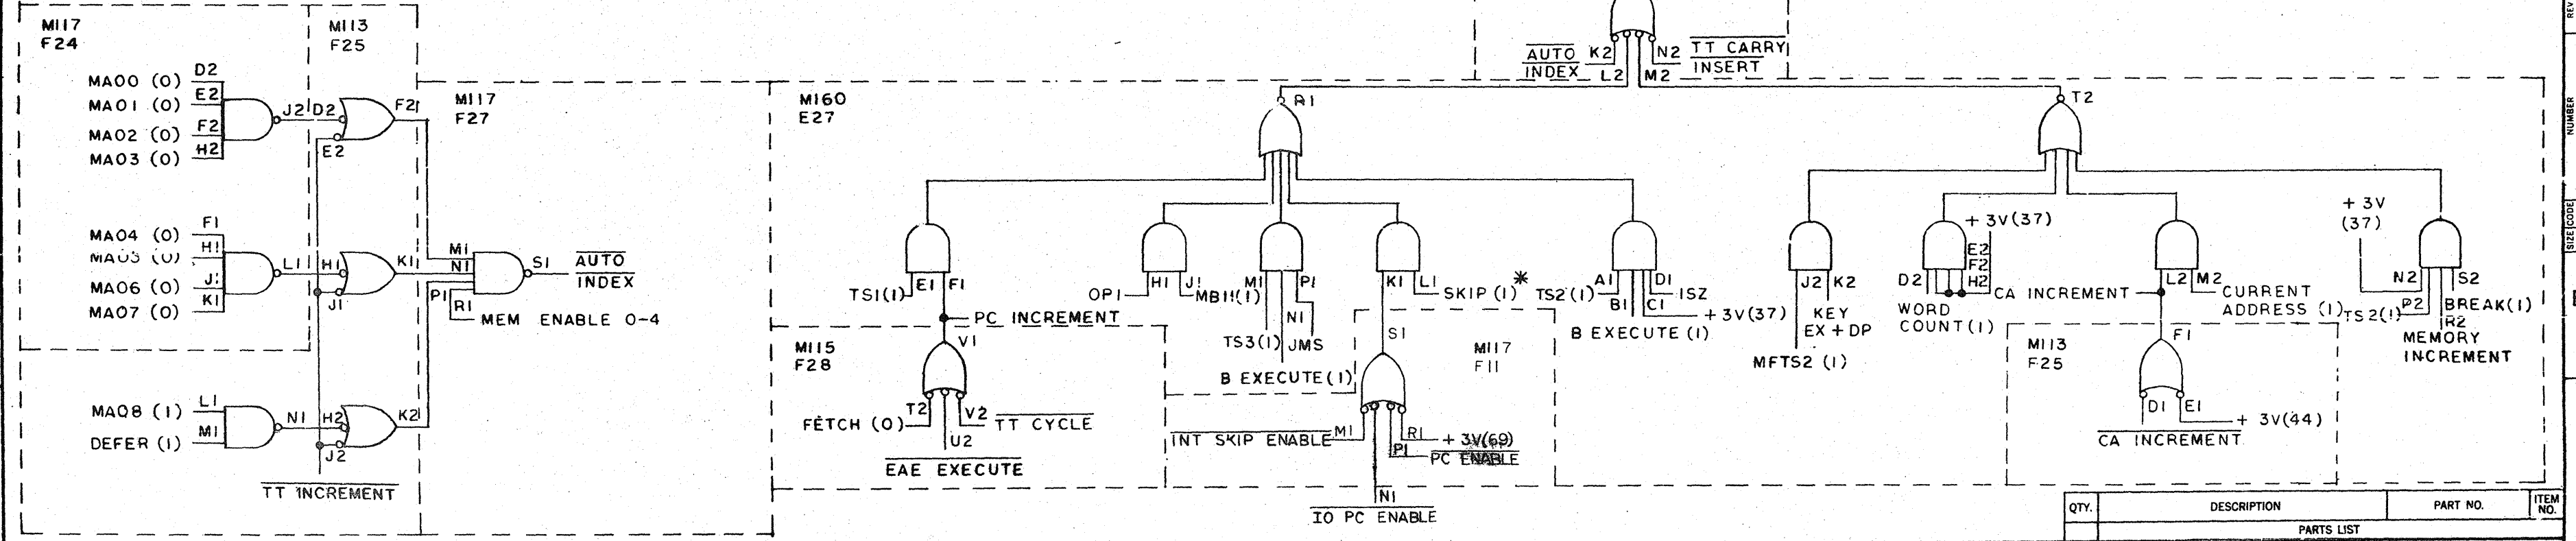 M117
F24
M113
F25
MA00 (0) D2
MA01 (0) E2
MA02 (0) F2
MA03 (0) H2
J2 D2 F2
E2
MA04 (0) F1
H1
MA06 (0) J1
MA07 (0) K1
L1 H1 K1
J1
MA08 (1) L1
DEFER (1) M1
N1 H2 K2
J2
TT INCREMENT
M117
F27
M1
N1
P1
R1
S1
AUTO
INDEX
MEM ENABLE 0-4
M160
E27
R1
AUTO
INDEX
K2
L2
M2
N2
TT CARRY
INSERT
T2
TS1(1) E1 F1
PC INCREMENT
V1
M115
F28
FETCH (0) T2
U2
V2 TT CYCLE
EAE EXECUTE
OP1 H1 J1 MB11(1)
M1 P1
N1
TS3(1) JMS
B EXECUTE(1)
K1 L1 SKIP (1) *
S1
M117
F11
INT SKIP ENABLE M1
R1 + 3V(69)
P1 PC ENABLE
N1
IO PC ENABLE
TS2(1) A1
B1
C1
D1 ISZ
+ 3V(37)
B EXECUTE (1)
J2 K2
KEY
EX + DP
MFTS2 (1)
+ 3V(37)
E2
F2
H2
D2
WORD
COUNT(1)
CA INCREMENT
L2 M2
CURRENT
ADDRESS (1)
F1
M113
F25
D1 E1
+ 3V(44)
CA INCREMENT
+ 3V
(37)
N2 S2
P2
R2
TS2(1)
BREAK(1)
MEMORY
INCREMENT
QTY. DESCRIPTION PART NO. ITEM
NO.
PARTS LIST
REV
NUMBER
SIZE CODE